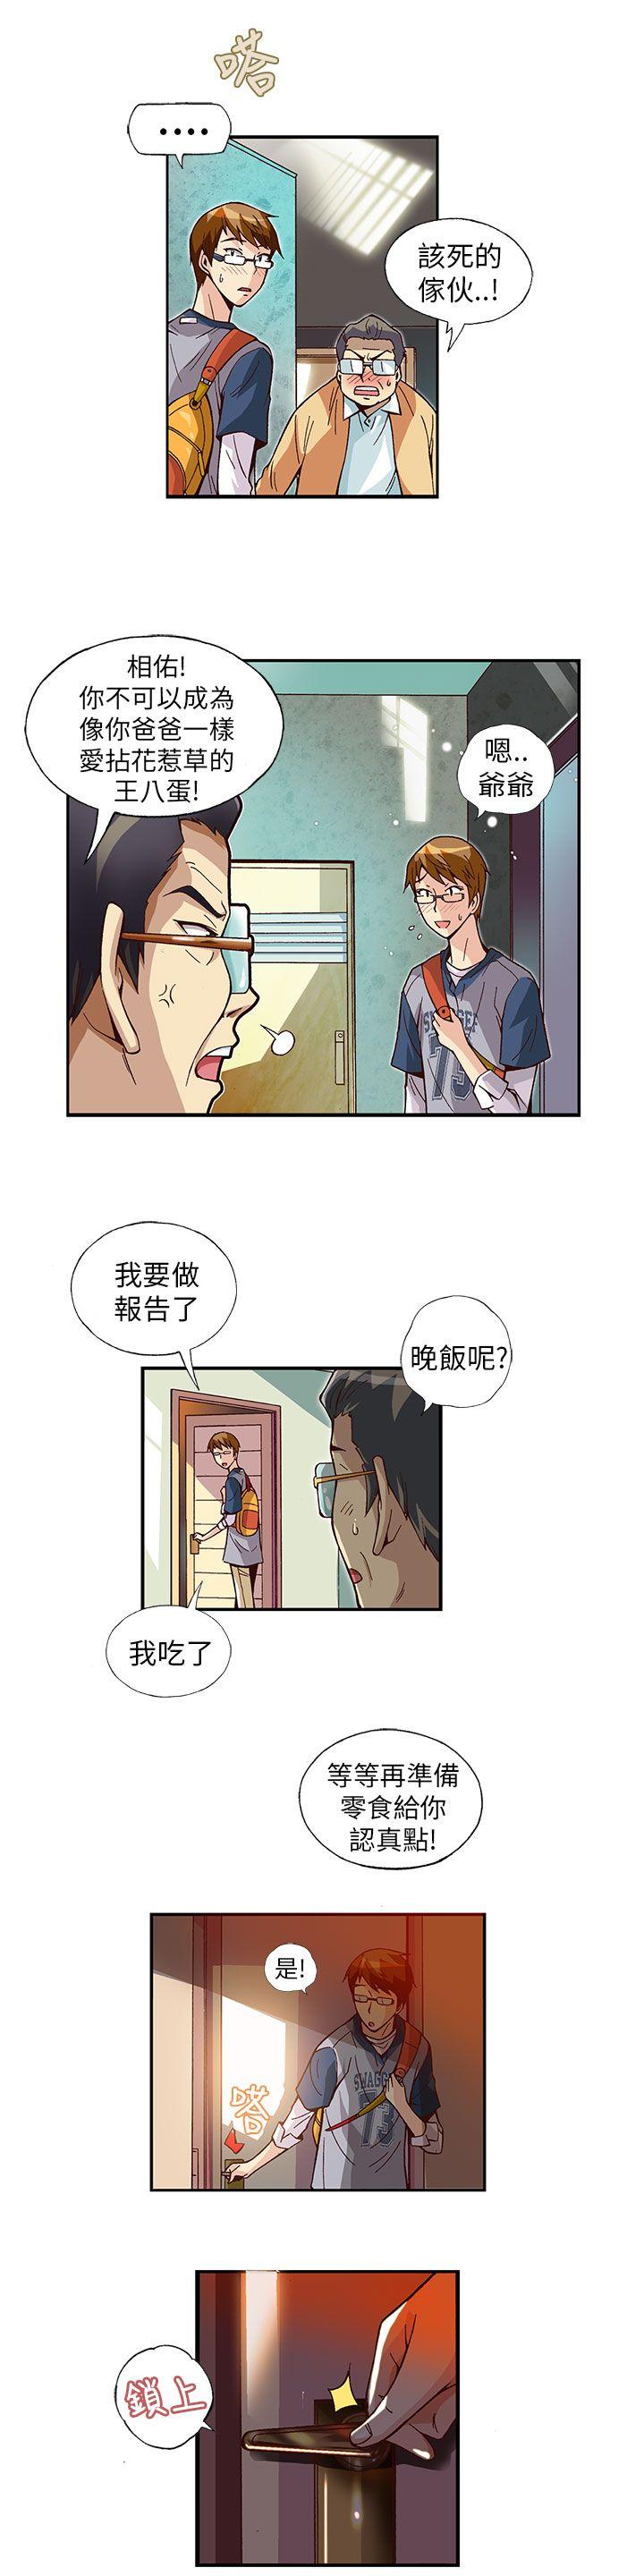 嗒
....
該死的
傢伙..!
相佑!
你不可以成為
像你爸爸一樣
愛拈花惹草的
王八蛋!
嗯..
爺爺
我要做
報告了
晚飯呢?
我吃了
等等再準備
零食給你
認真點!
是!
嗒
SWAGG
73
鎖上